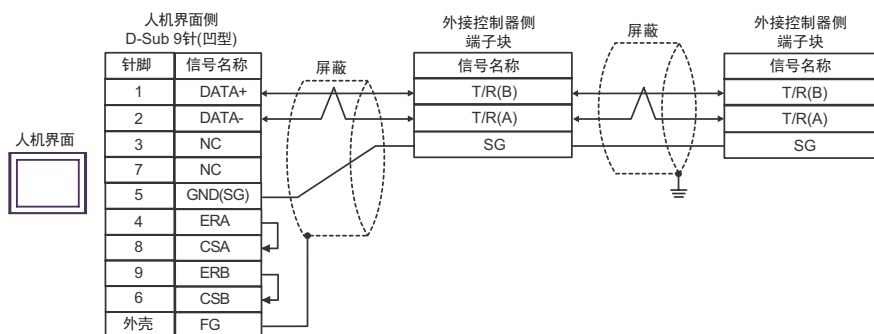 人机界面侧
D-Sub 9针(凹型)
外接控制器侧
端子块
外接控制器侧
端子块
屏蔽
屏蔽
针脚 信号名称
信号名称
信号名称
1 DATA+
T/R(B)
T/R(B)
2 DATA-
T/R(A)
T/R(A)
3 NC
SG
SG
人机界面
7 NC
5 GND(SG)
4 ERA
8 CSA
9 ERB
6 CSB
外壳 FG